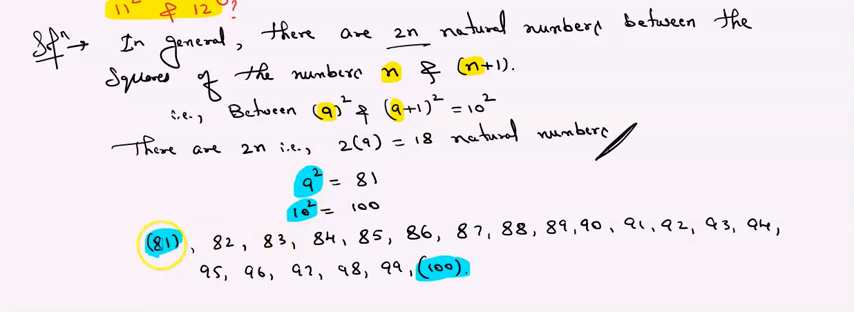 11² & 12²?
Solⁿ → In general, there are 2n natural numbers between the
squares of the numbers n & (n+1).
i.e., Between (9)² & (9+1)² = 10²
There are 2n i.e., 2(9) = 18 natural numbers
9² = 81
10² = 100
(81), 82, 83, 84, 85, 86, 87, 88, 89, 90, 91, 92, 93, 94,
95, 96, 97, 98, 99, (100).